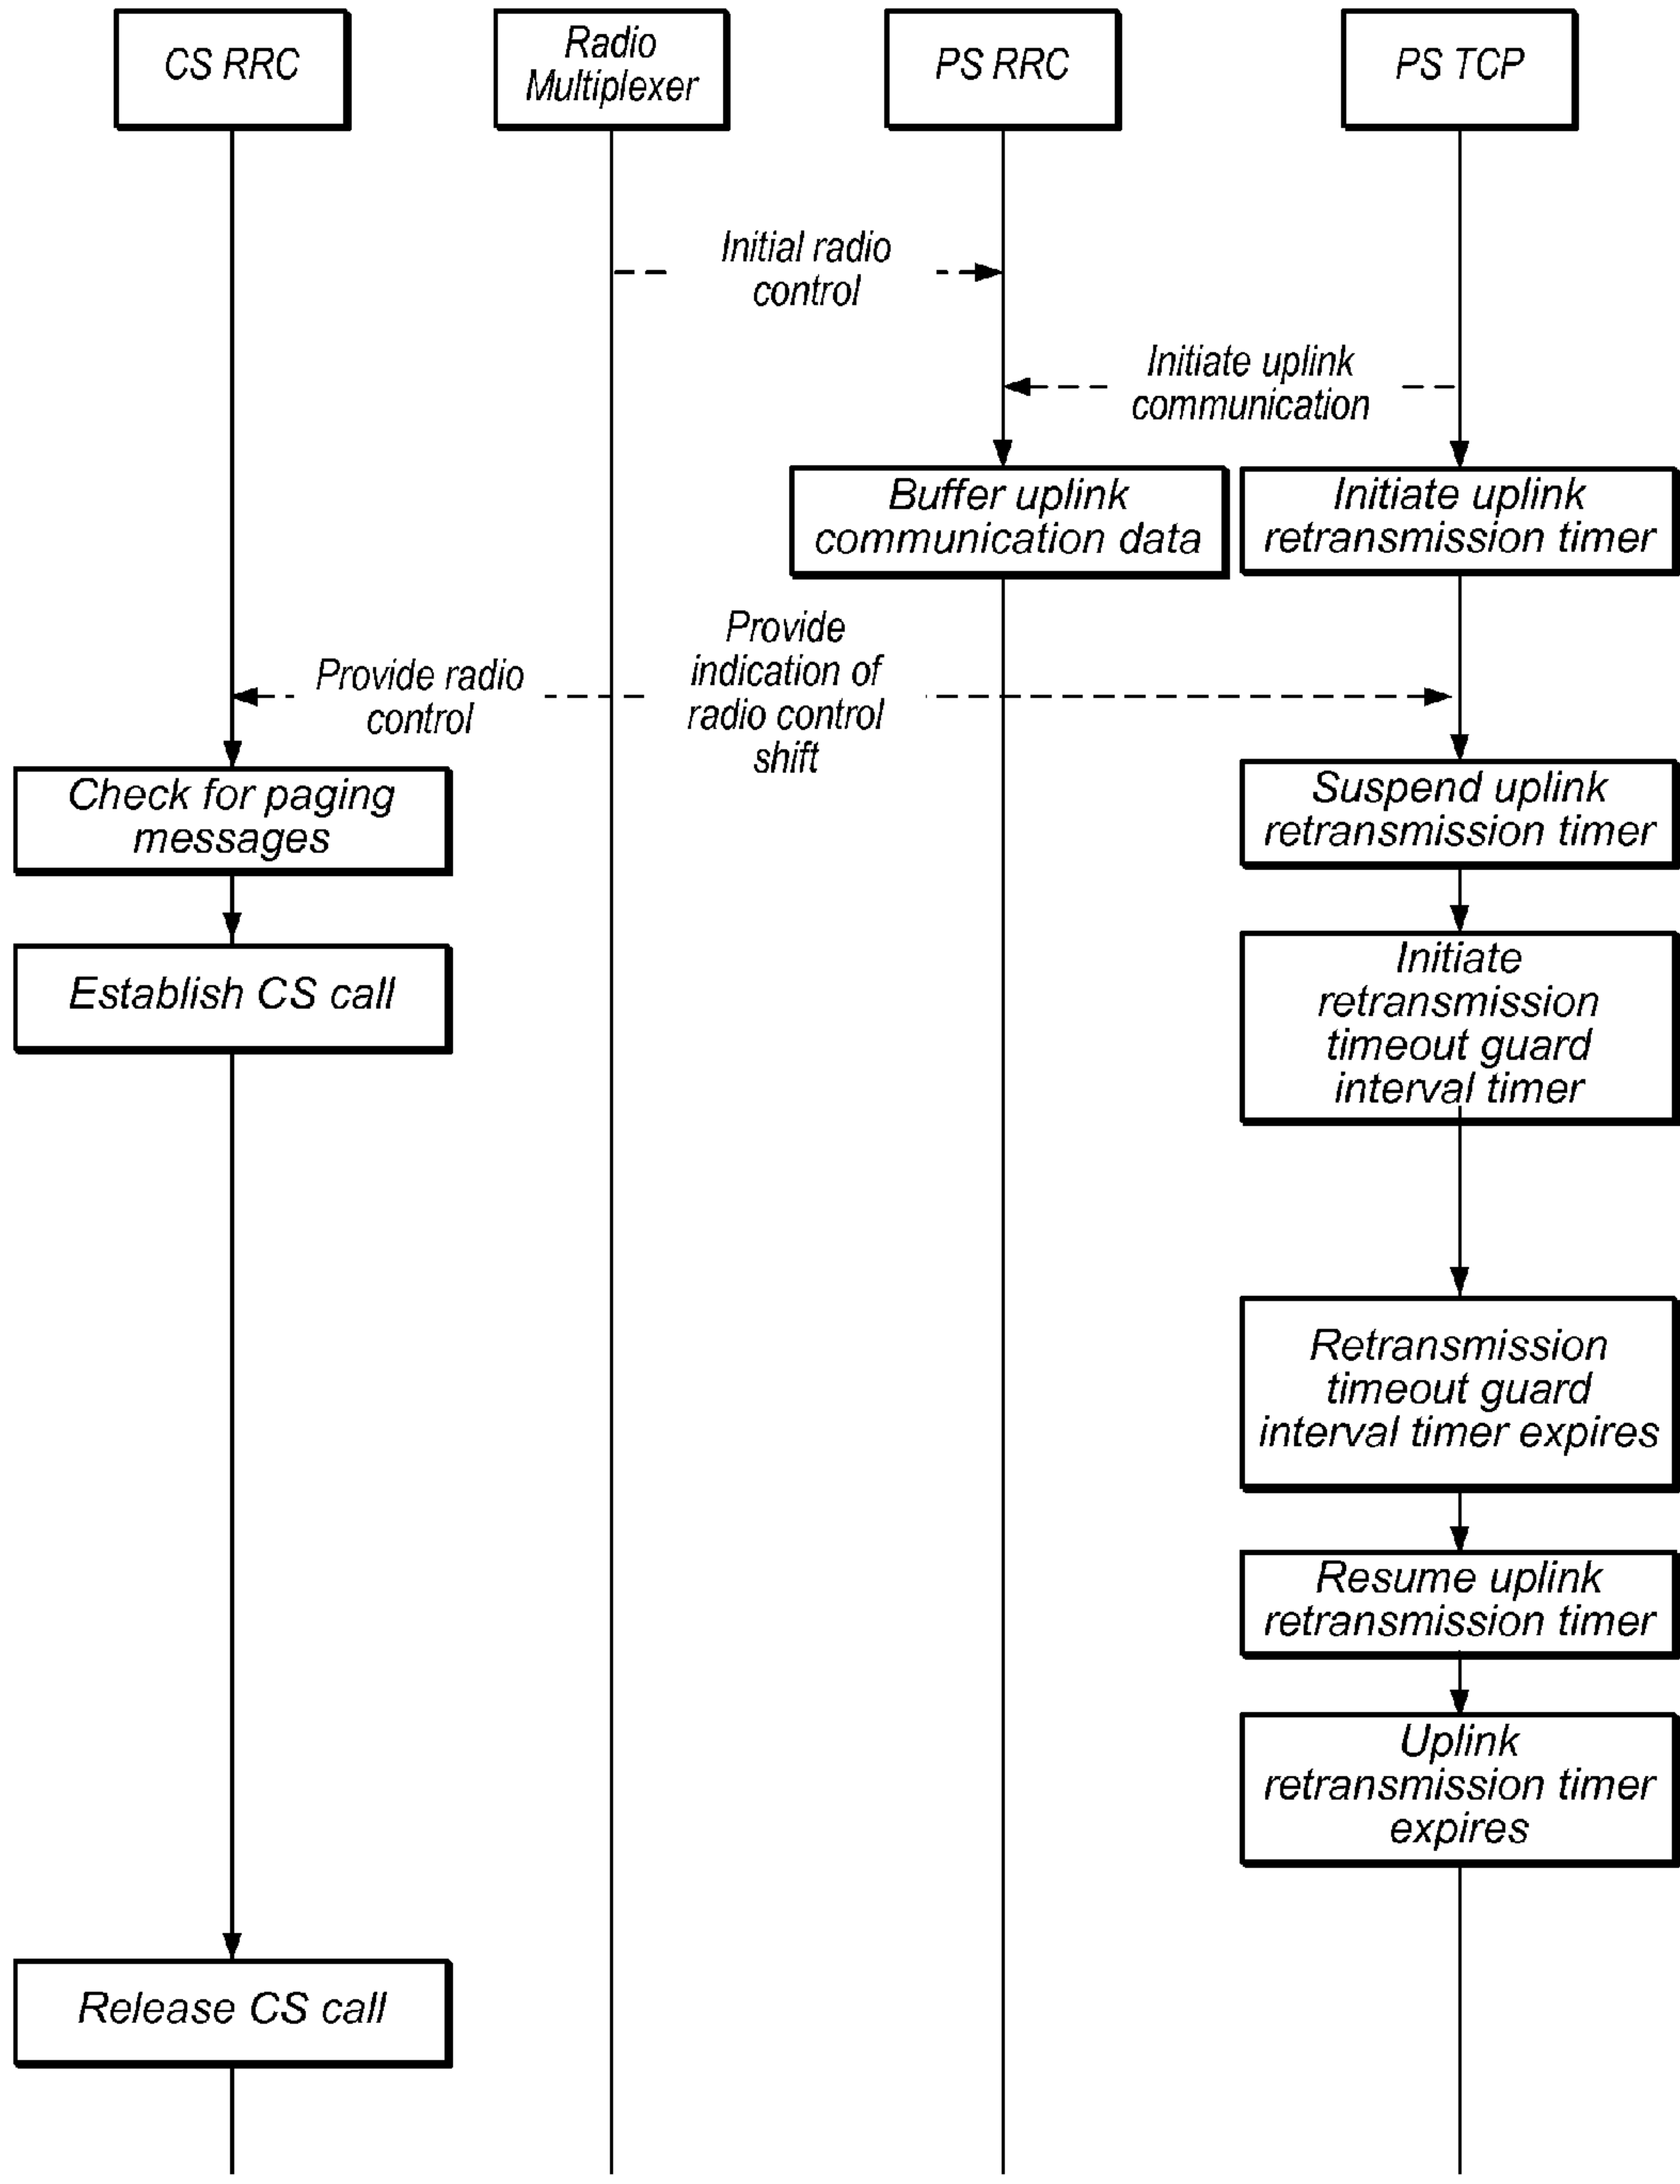 CS RRC
Radio
Multiplexer
PS RRC
PS TCP
Initial radio
control
Initiate uplink
communication
Buffer uplink
communication data
Initiate uplink
retransmission timer
Provide radio
control
Provide
indication of
radio control
shift
Check for paging
messages
Suspend uplink
retransmission timer
Establish CS call
Initiate
retransmission
timeout guard
interval timer
Retransmission
timeout guard
interval timer expires
Resume uplink
retransmission timer
Uplink
retransmission timer
expires
Release CS call